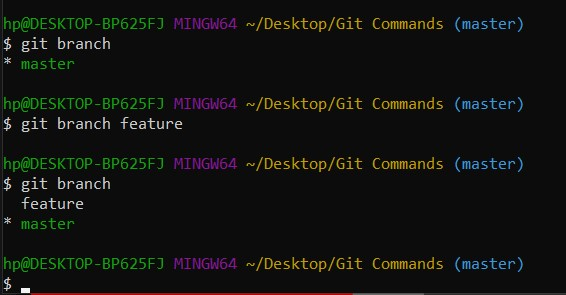 hp@DESKTOP-BP625FJ MINGW64 ~/Desktop/Git Commands (master)
$ git branch
* master
hp@DESKTOP-BP625FJ MINGW64 ~/Desktop/Git Commands (master)
$ git branch feature
hp@DESKTOP-BP625FJ MINGW64 ~/Desktop/Git Commands (master)
$ git branch
  feature
* master
hp@DESKTOP-BP625FJ MINGW64 ~/Desktop/Git Commands (master)
$